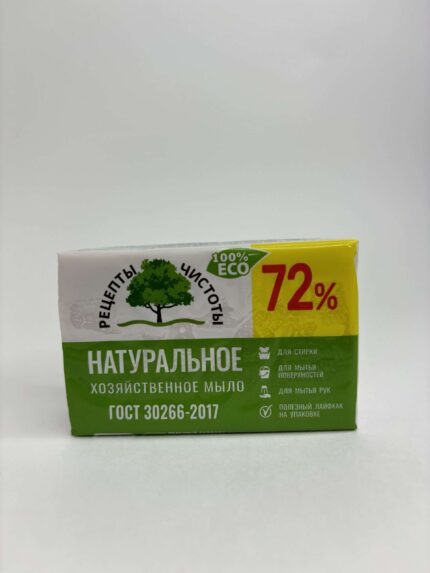 РЕЦЕПТЫ ЧИСТОТЫ
100%
ECO
72%
НАТУРАЛЬНОЕ
ХОЗЯЙСТВЕННОЕ МЫЛО
ГОСТ 30266-2017
ДЛЯ СТИРКИ
ДЛЯ МЫТЬЯ
ПОВЕРХНОСТЕЙ
ДЛЯ МЫТЬЯ РУК
ПОЛЕЗНЫЙ ЛАЙФХАК
НА УПАКОВКЕ